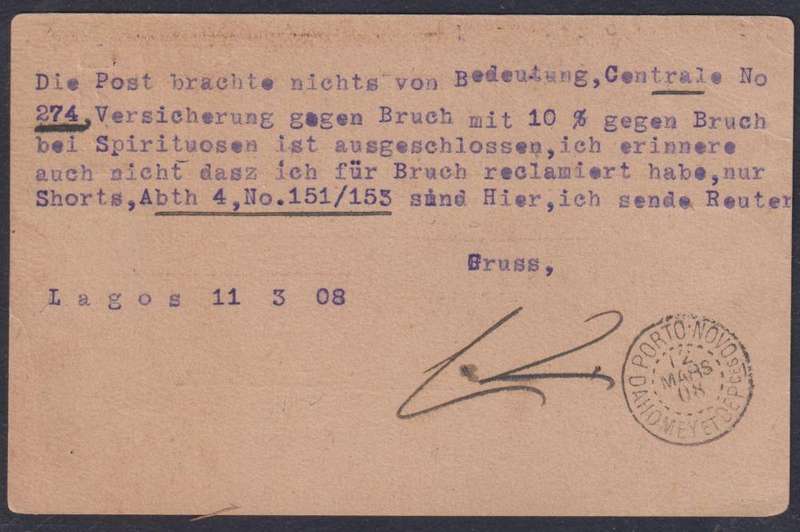 Die Post brachte nichts von Bedeutung,Centrale No
274,Versicherung gegen Bruch mit 10 % gegen Bruch
bei Spirituosen ist ausgeschlossen,ich erinnere
auch nicht dasz ich für Bruch reclamiert habe,nur
Shorts,Abth 4,No.151/153 sind Hier,ich sende Reuter
Gruss,
Lagos 11 3 08
PORTO-NOVO
12
MARS
08
DAHOMEY ET DEPCES